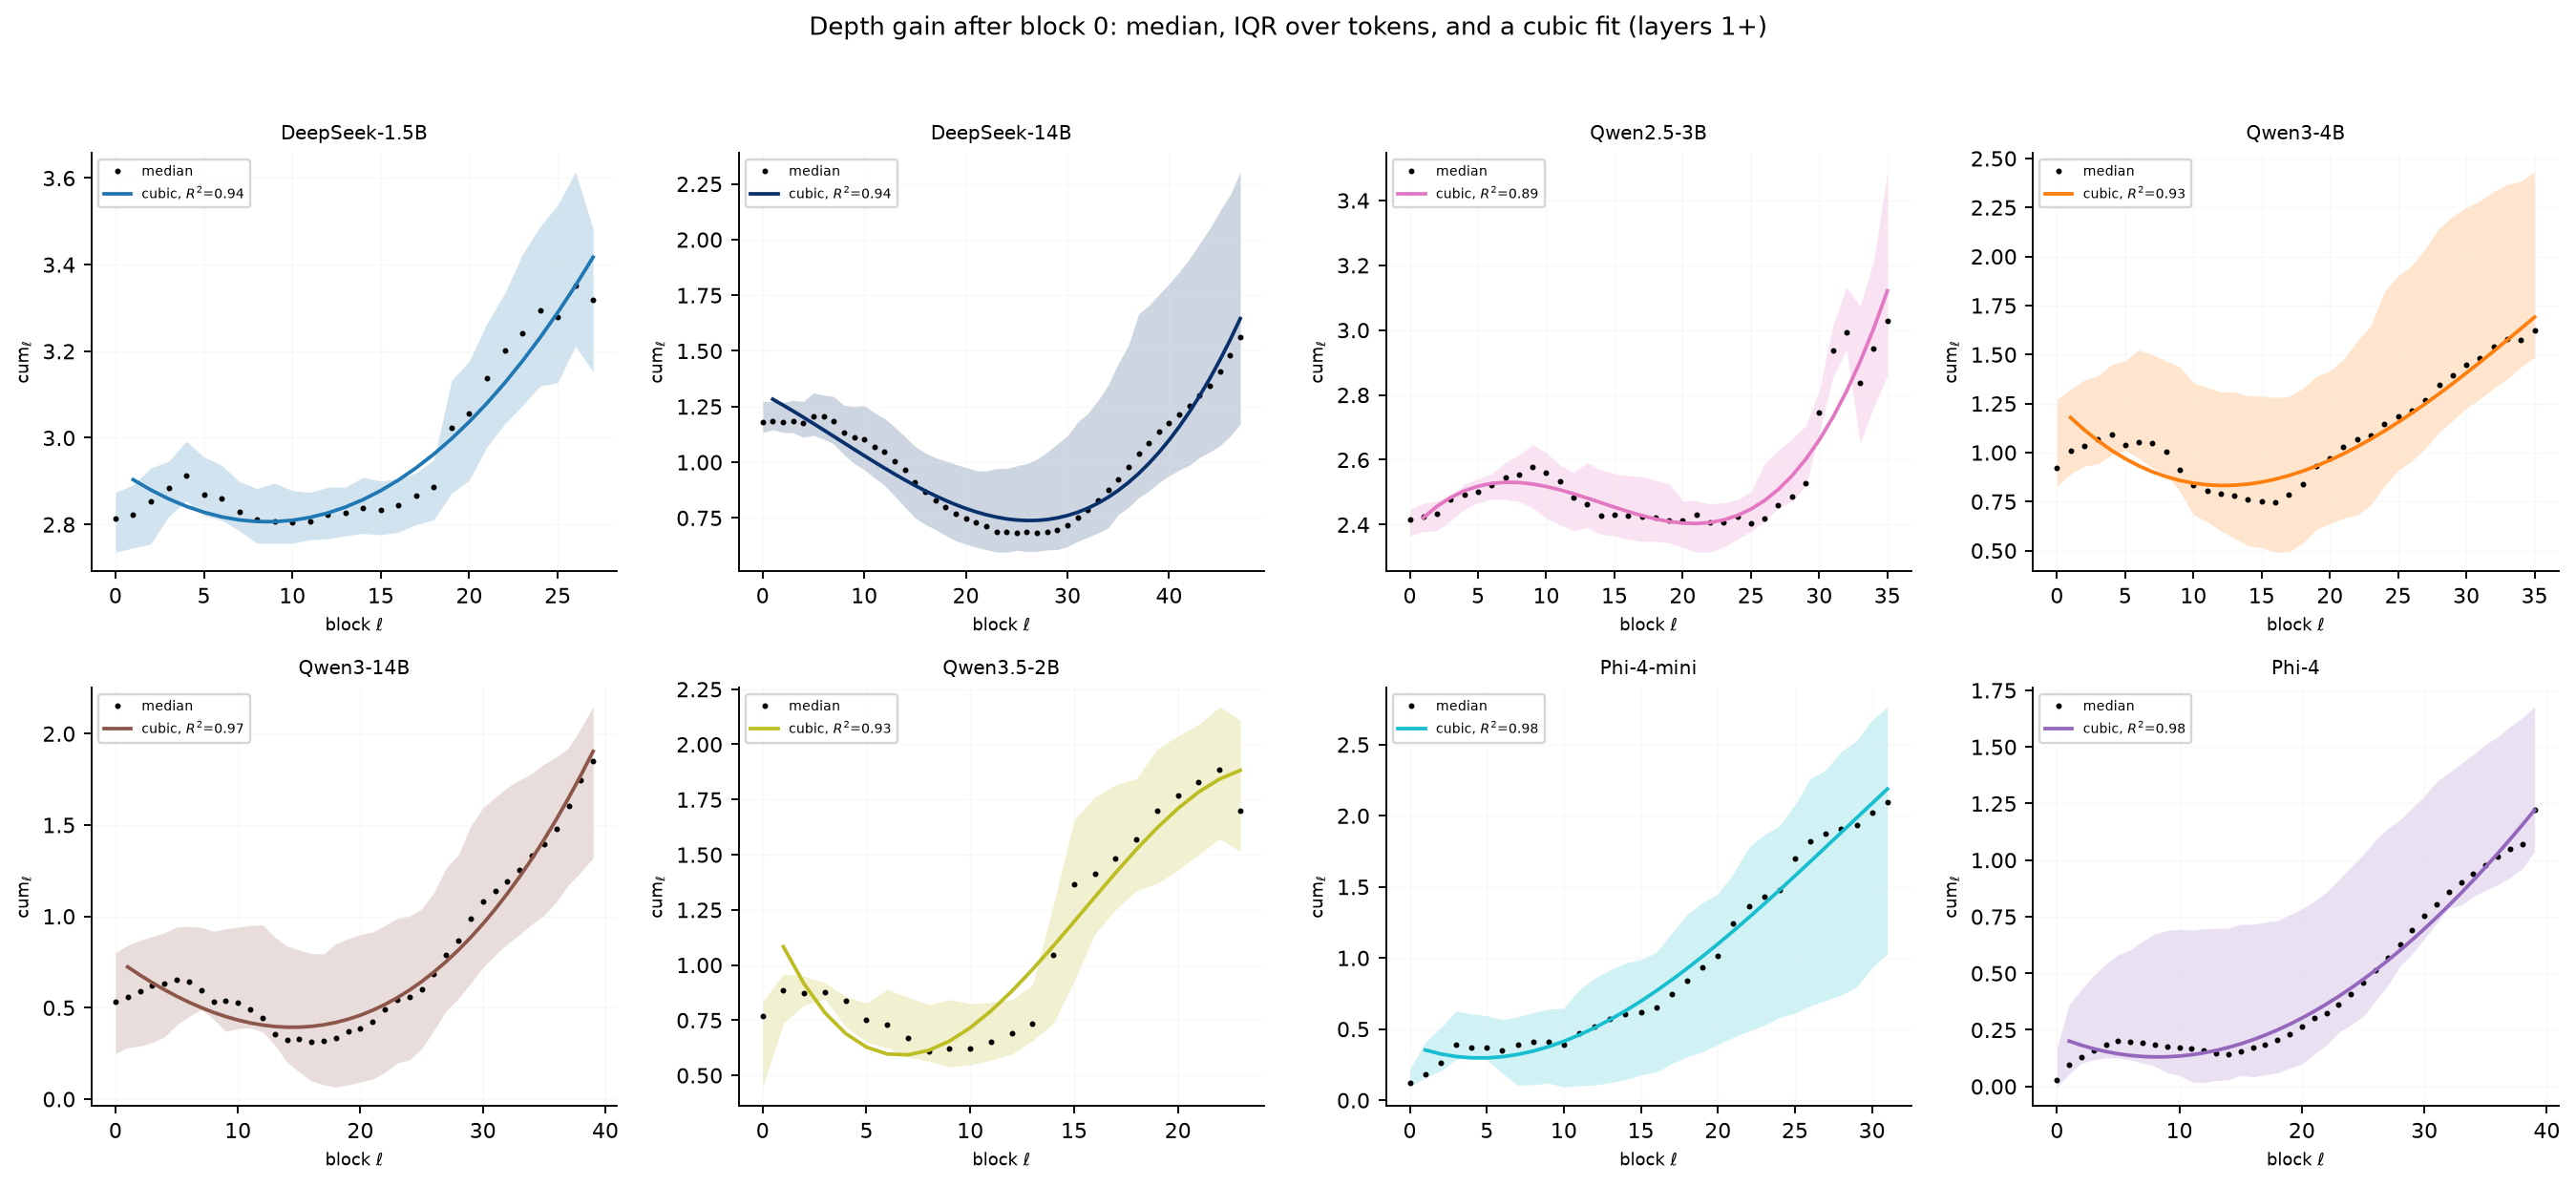 Depth gain after block 0: median, IQR over tokens, and a cubic fit (layers 1+)
DeepSeek-1.5B
median
cubic, R²=0.94
3.6
3.4
3.2
3.0
2.8
cumℓ
0 5 10 15 20 25
block ℓ
DeepSeek-14B
median
cubic, R²=0.94
2.25
2.00
1.75
1.50
1.25
1.00
0.75
cumℓ
0 10 20 30 40
block ℓ
Qwen2.5-3B
median
cubic, R²=0.89
3.4
3.2
3.0
2.8
2.6
2.4
cumℓ
0 5 10 15 20 25 30 35
block ℓ
Qwen3-4B
median
cubic, R²=0.93
2.50
2.25
2.00
1.75
1.50
1.25
1.00
0.75
0.50
cumℓ
0 5 10 15 20 25 30 35
block ℓ
Qwen3-14B
median
cubic, R²=0.97
2.0
1.5
1.0
0.5
0.0
cumℓ
0 10 20 30 40
block ℓ
Qwen3.5-2B
median
cubic, R²=0.93
2.25
2.00
1.75
1.50
1.25
1.00
0.75
0.50
cumℓ
0 5 10 15 20
block ℓ
Phi-4-mini
median
cubic, R²=0.98
2.5
2.0
1.5
1.0
0.5
0.0
cumℓ
0 5 10 15 20 25 30
block ℓ
Phi-4
median
cubic, R²=0.98
1.75
1.50
1.25
1.00
0.75
0.50
0.25
0.00
cumℓ
0 10 20 30 40
block ℓ